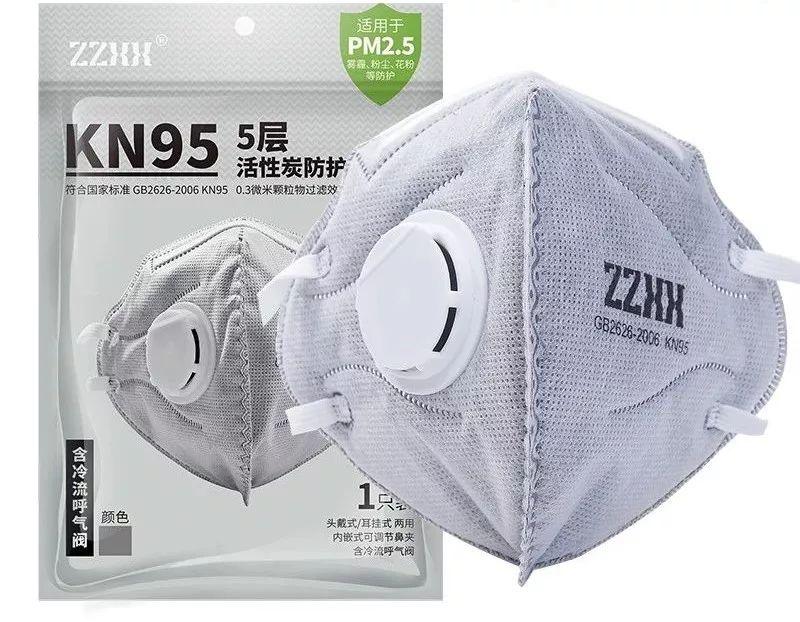 ZZXX®
适用于
PM2.5
雾霾、粉尘、花粉
等防护
KN95
5层
活性炭防护
符合国家标准 GB2626-2006 KN95 0.3微米颗粒物过滤效
ZZXX
GB2626-2006 KN95
含冷流呼气阀
颜色
1只装
头戴式/耳挂式 两用
内嵌式可调节鼻夹
含冷流呼气阀